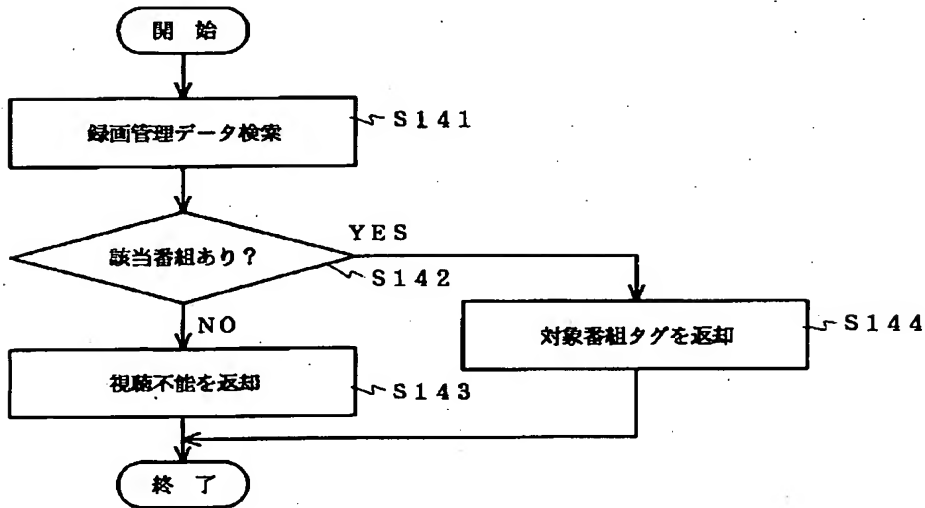 開 始
録画管理データ検索
S141
該当番組あり？
YES
S142
NO
対象番組タグを返却
S144
視聴不能を返却
S143
終 了